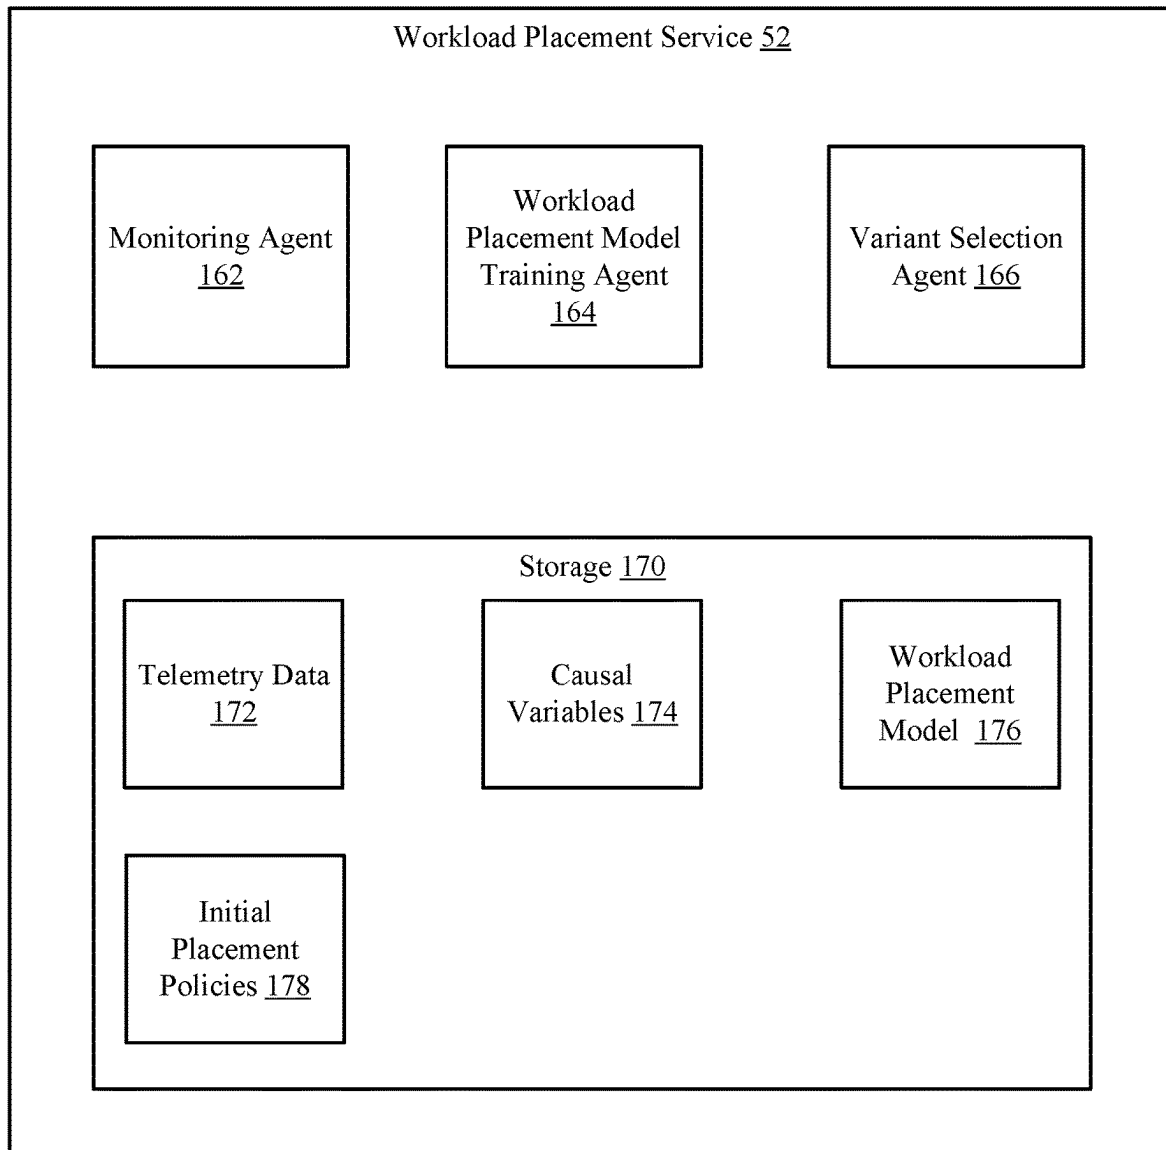 Workload Placement Service 52
Monitoring Agent
162
Workload
Placement Model
Training Agent
164
Variant Selection
Agent 166
Storage 170
Telemetry Data
172
Causal
Variables 174
Workload
Placement
Model 176
Initial
Placement
Policies 178